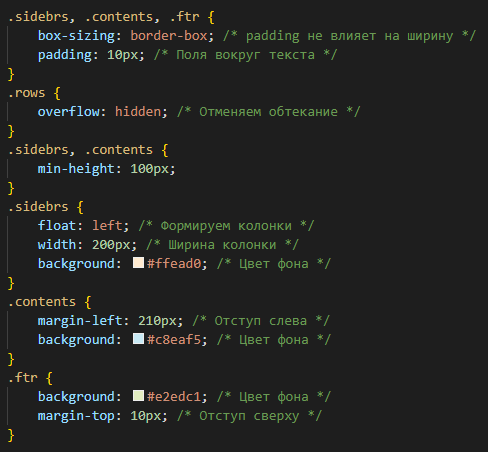 .sidebrs, .contents, .ftr {
    box-sizing: border-box; /* padding не влияет на ширину */
    padding: 10px; /* Поля вокруг текста */
}
.rows {
    overflow: hidden; /* Отменяем обтекание */
}
.sidebrs, .contents {
    min-height: 100px;
}
.sidebrs {
    float: left; /* Формируем колонки */
    width: 200px; /* Ширина колонки */
    background: #ffead0; /* Цвет фона */
}
.contents {
    margin-left: 210px; /* Отступ слева */
    background: #c8eaf5; /* Цвет фона */
}
.ftr {
    background: #e2edc1; /* Цвет фона */
    margin-top: 10px; /* Отступ сверху */
}